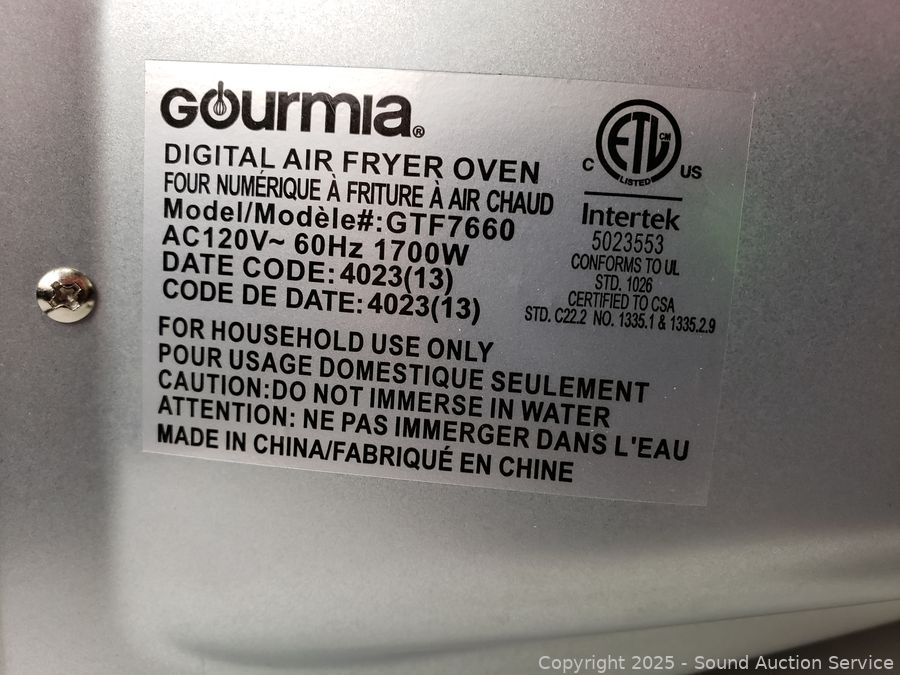 GOURMIA®
DIGITAL AIR FRYER OVEN
FOUR NUMÉRIQUE À FRITURE À AIR CHAUD
Model/Modèle#:GTF7660
AC120V~ 60Hz 1700W
DATE CODE: 4023(13)
CODE DE DATE: 4023(13)
FOR HOUSEHOLD USE ONLY
POUR USAGE DOMESTIQUE SEULEMENT
CAUTION:DO NOT IMMERSE IN WATER
ATTENTION: NE PAS IMMERGER DANS L'EAU
MADE IN CHINA/FABRIQUÉ EN CHINE
C ETL CM US
LISTED
Intertek
5023553
CONFORMS TO UL
STD. 1026
CERTIFIED TO CSA
STD. C22.2 NO. 1335.1 & 1335.2.9
Copyright © 2025 - Sound Auction Service